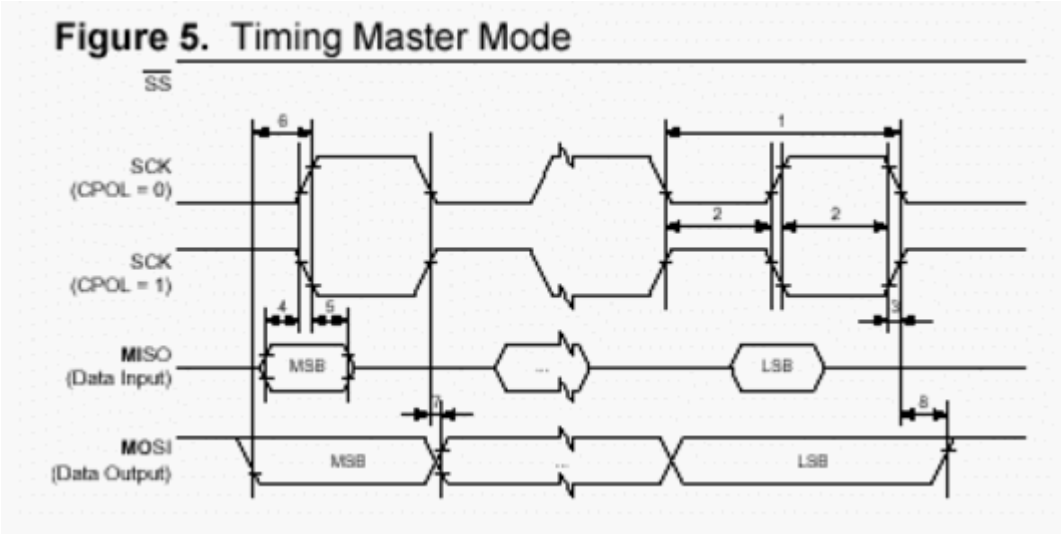 Figure 5. Timing Master Mode
SS
6
1
SCK
(CPOL = 0)
2
2
SCK
(CPOL = 1)
4
5
3
MISO
(Data Input)
MSB
...
LSB
7
8
MOSI
(Data Output)
MSB
...
LSB